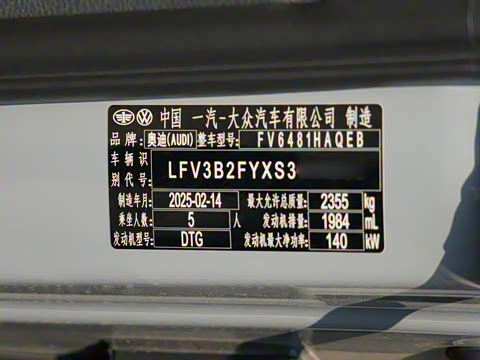 中国 一汽-大众汽车有限公司 制造
品牌: 奥迪(AUDI) 整车型号: FV6481HAQEB
车辆识别代号: LFV3B2FYXS3
制造年月: 2025-02-14 最大允许总质量: 2355 kg
乘坐人数: 5 人 发动机排量: 1984 mL
发动机型号: DTG 发动机最大净功率: 140 kW